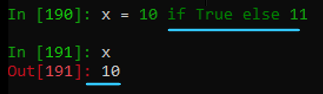 In [190]: x = 10 if True else 11
In [191]: x
Out[191]: 10